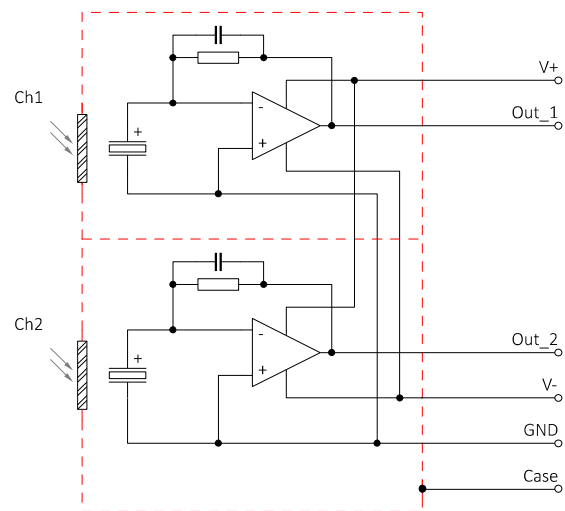 V+
Ch1
Out_1
+
-
+
Ch2
Out_2
+
-
+
V-
GND
Case